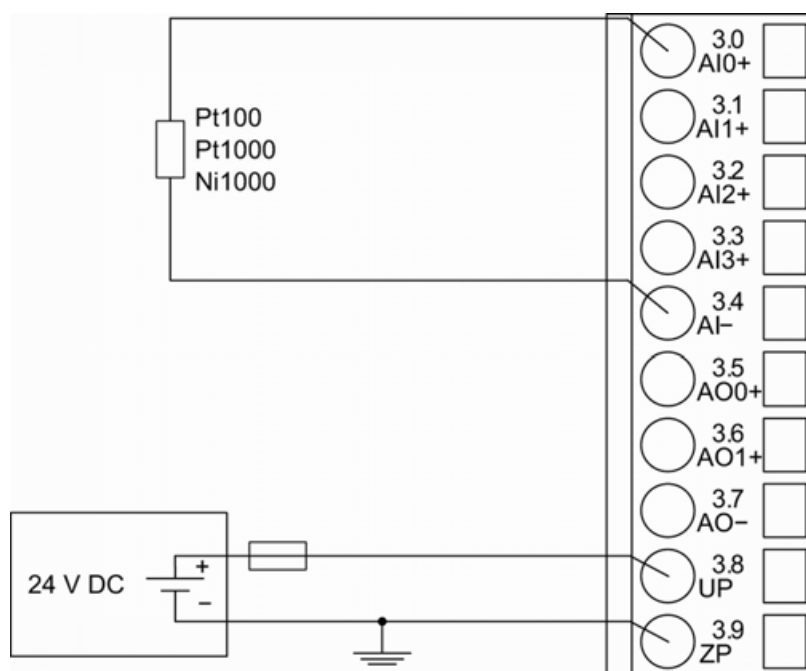 3.0
AI0+
Pt100
Pt1000
Ni1000
3.1
AI1+
3.2
AI2+
3.3
AI3+
3.4
AI–
3.5
AO0+
3.6
AO1+
3.7
AO–
24 V DC
+
–
3.8
UP
3.9
ZP